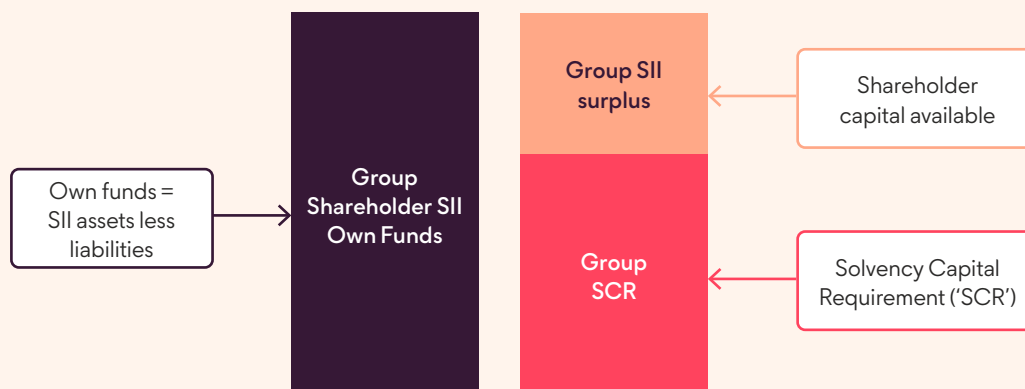 Own funds =
SII assets less
liabilities
Group
Shareholder SII
Own Funds
Group SII
surplus
Group
SCR
Shareholder
capital available
Solvency Capital
Requirement (‘SCR’)